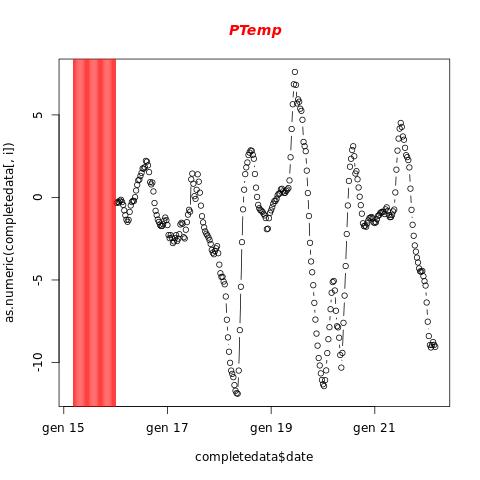 PTemp
as.numeric(completedata[, i])
5
0
-5
-10
gen 15
gen 17
gen 19
gen 21
completedata$date